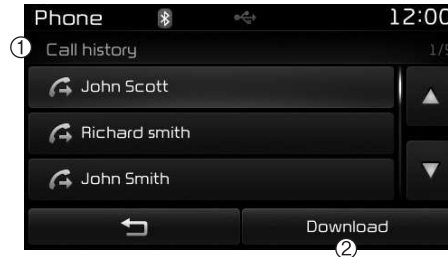 Phone 12:00
① Call history 1/5
John Scott
Richard smith
John Smith
Download
②